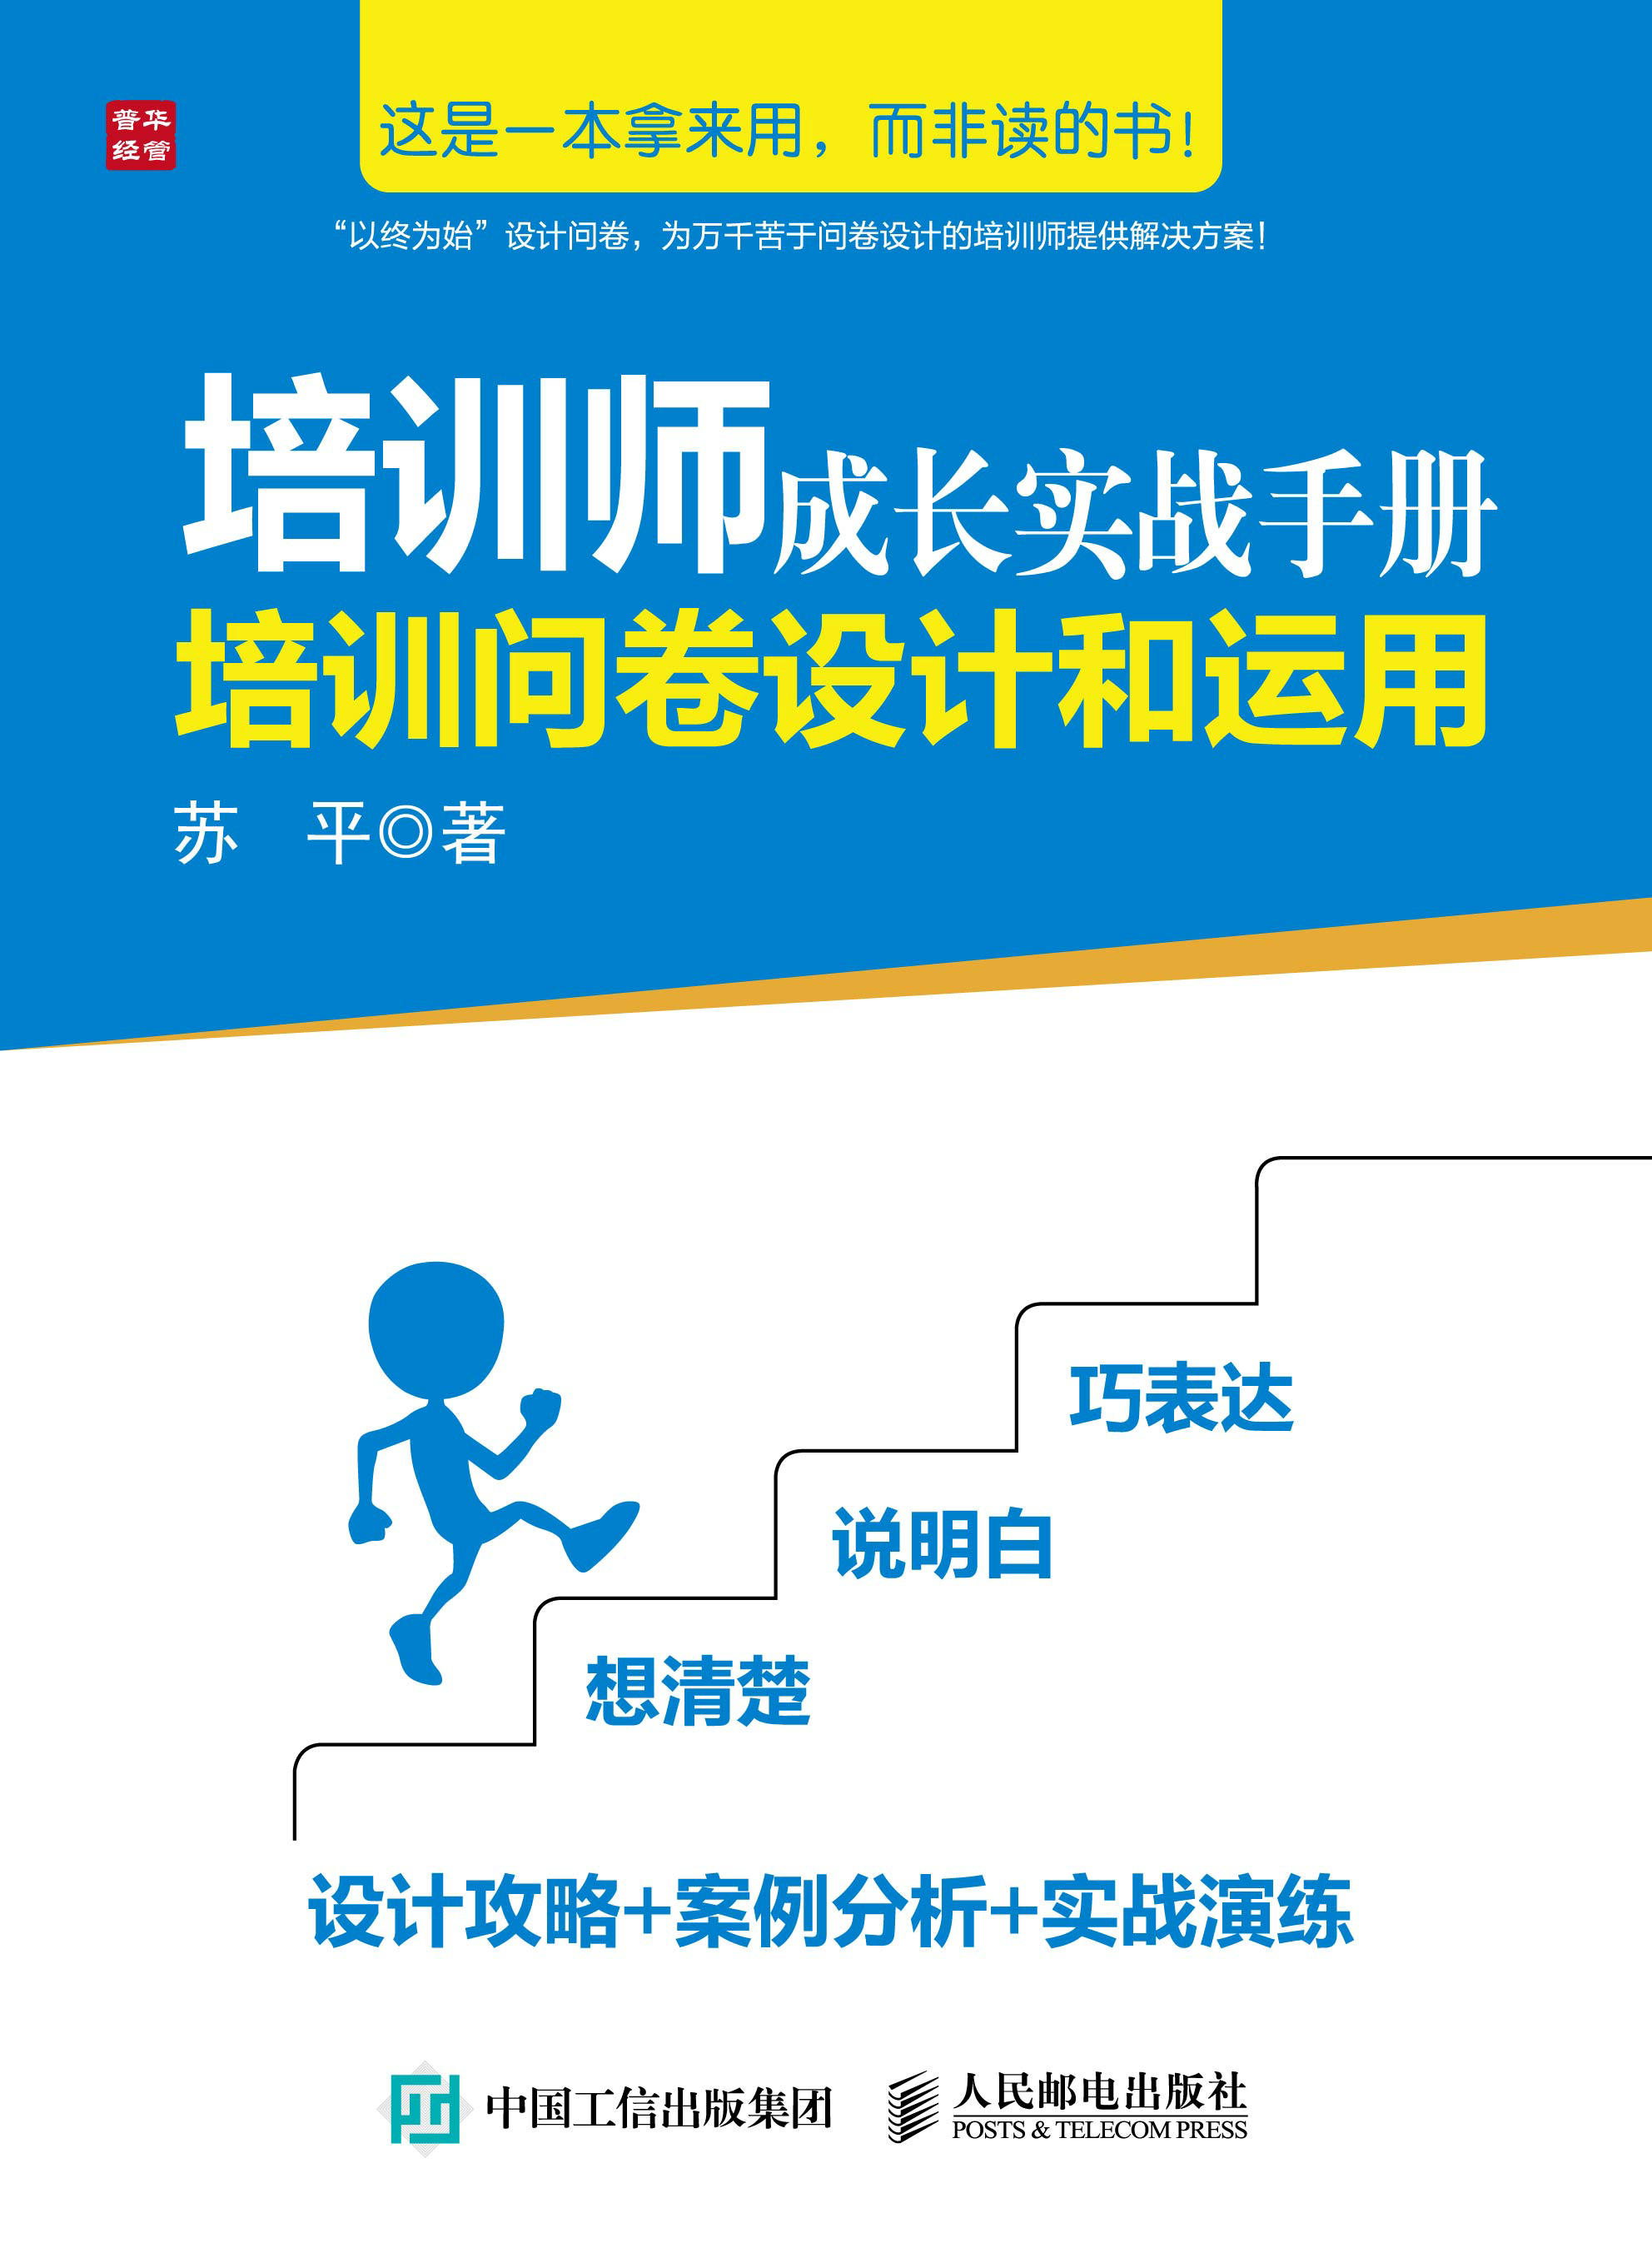 这是一本拿来用，而非读的书！
普华
经管
“以终为始”设计问卷，为万千苦于问卷设计的培训师提供解决方案！
培训师成长实战手册
培训问卷设计和运用
苏　平◎著
巧表达
说明白
想清楚
设计攻略+案例分析+实战演练
中国工信出版集团
人民邮电出版社
POSTS & TELECOM PRESS